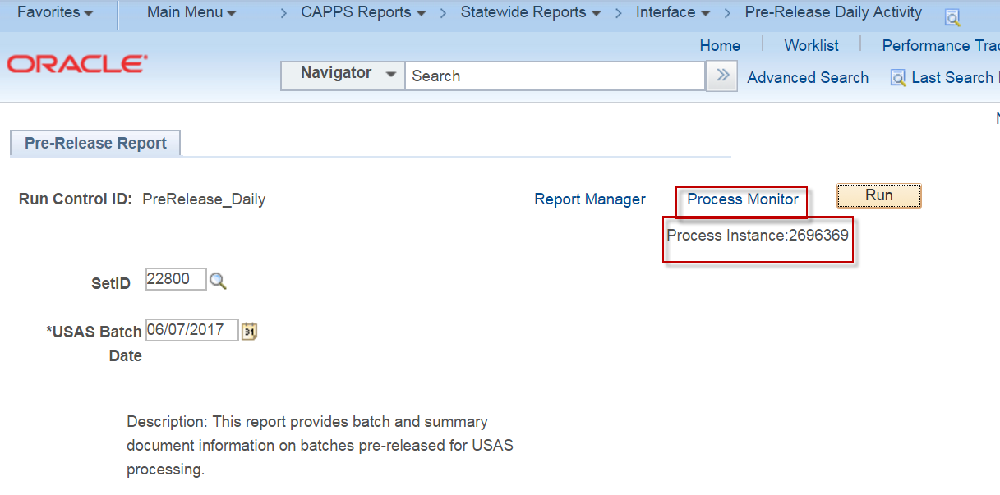 Favorites Main Menu > CAPPS Reports > Statewide Reports > Interface > Pre-Release Daily Activity
Home Worklist Performance Trac
ORACLE
Navigator Search
Advanced Search Last Search
Pre-Release Report
Run Control ID: PreRelease_Daily Report Manager Process Monitor Run
Process Instance:2696369
SetID 22800
*USAS Batch 06/07/2017 31
Date
Description: This report provides batch and summary
document information on batches pre-released for USAS
processing.